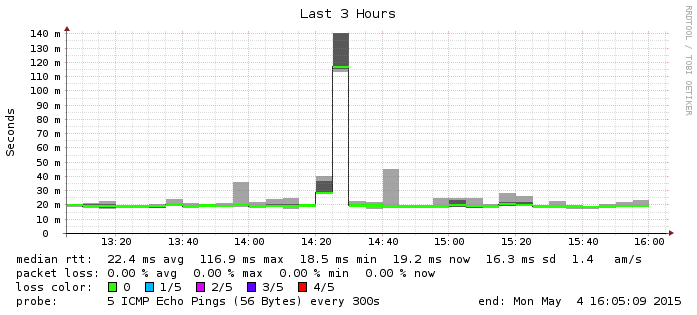 Last 3 Hours
RRDTOOL / TOBI OETIKER
Seconds
140 m
130 m
120 m
110 m
100 m
90 m
80 m
70 m
60 m
50 m
40 m
30 m
20 m
10 m
0
13:20 13:40 14:00 14:20 14:40 15:00 15:20 15:40 16:00
median rtt: 22.4 ms avg 116.9 ms max 18.5 ms min 19.2 ms now 16.3 ms sd 1.4 am/s
packet loss: 0.00 % avg 0.00 % max 0.00 % min 0.00 % now
loss color: 0 1/5 2/5 3/5 4/5
probe: 5 ICMP Echo Pings (56 Bytes) every 300s end: Mon May 4 16:05:09 2015